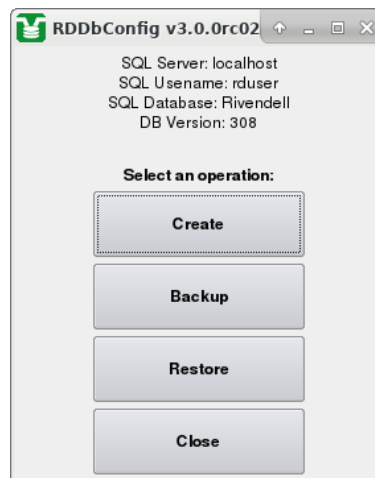 RDDbConfig v3.0.0rc02
SQL Server: localhost
SQL Usename: rduser
SQL Database: Rivendell
DB Version: 308
Select an operation:
Create
Backup
Restore
Close